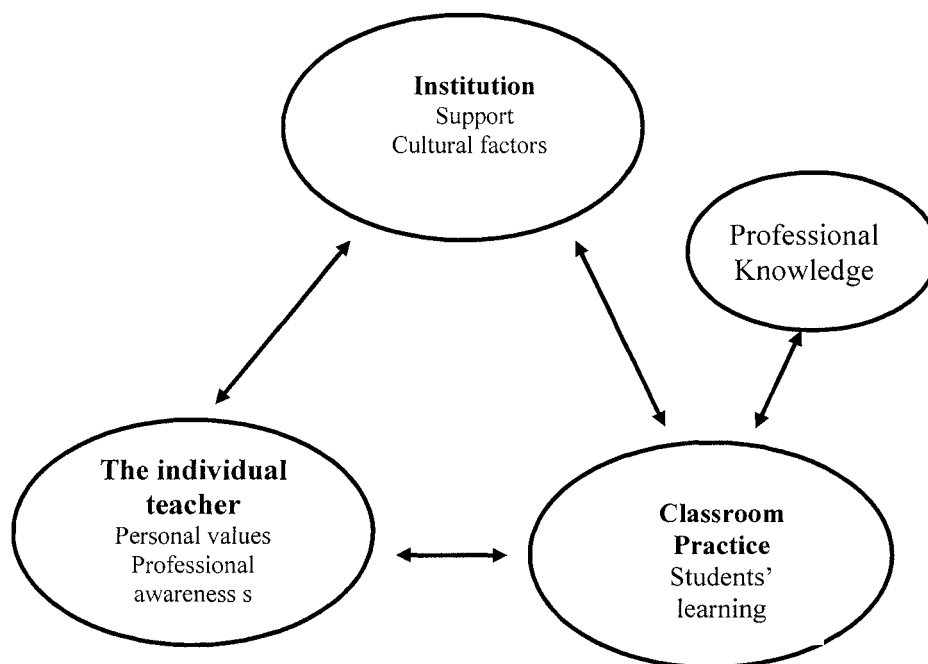 Institution
Support
Cultural factors
Professional
Knowledge
The individual
teacher
Personal values
Professional
awareness s
Classroom
Practice
Students’
learning